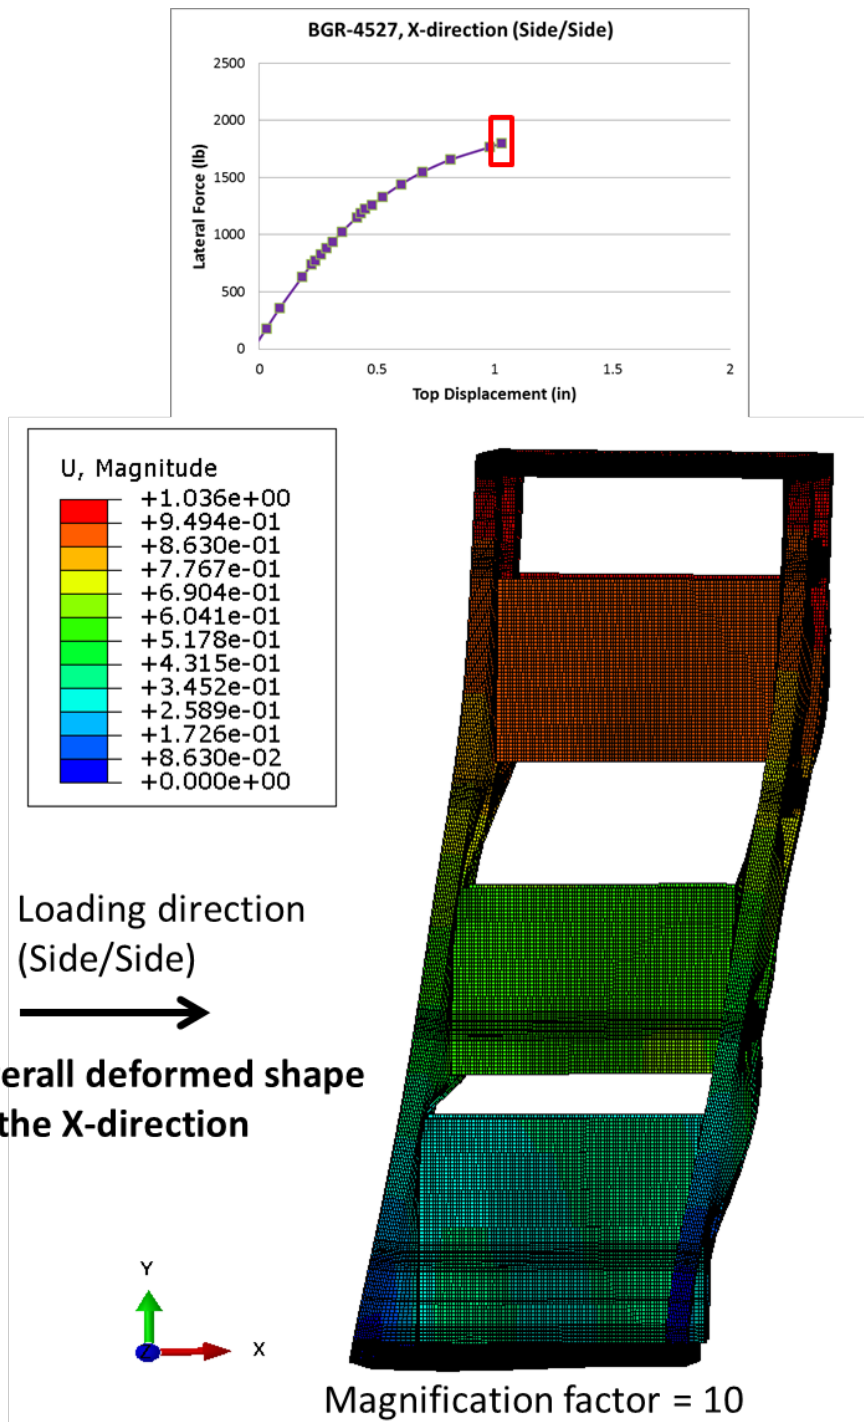 BGR-4527, X-direction (Side/Side)
2500
2000
1500
1000
500
0
Lateral Force (lb)
0 0.5 1 1.5 2
Top Displacement (in)
U, Magnitude
+1.036e+00
+9.494e-01
+8.630e-01
+7.767e-01
+6.904e-01
+6.041e-01
+5.178e-01
+4.315e-01
+3.452e-01
+2.589e-01
+1.726e-01
+8.630e-02
+0.000e+00
Loading direction
(Side/Side)
erall deformed shape
the X-direction
Y
Z X
Magnification factor = 10